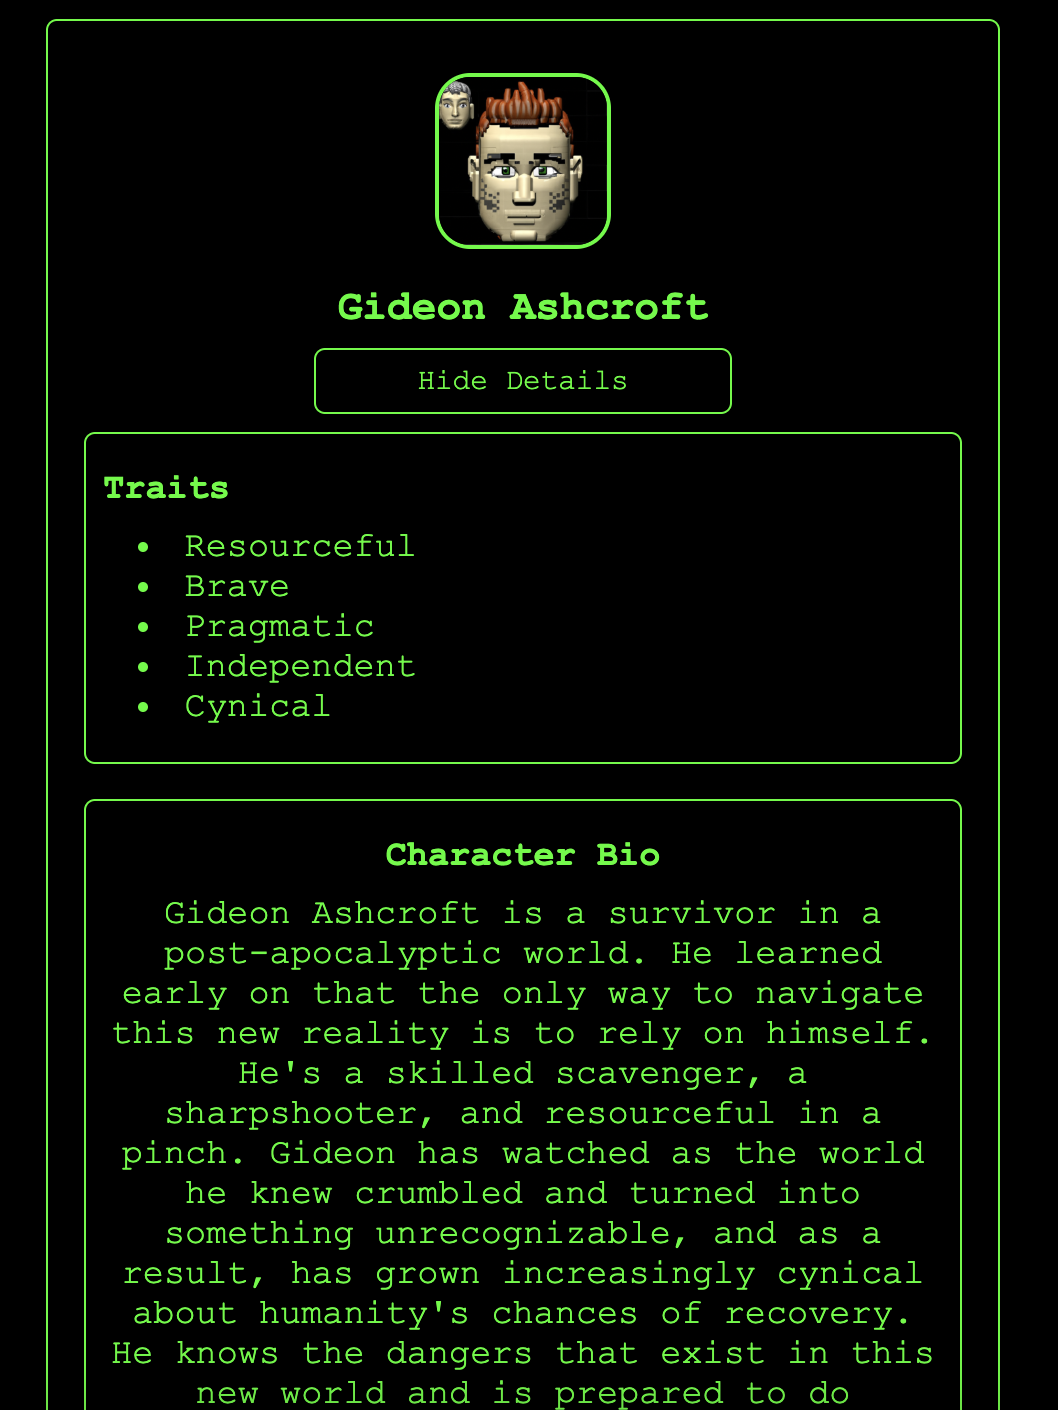 Gideon Ashcroft
Hide Details
Traits
Resourceful
Brave
Pragmatic
Independent
Cynical
Character Bio
Gideon Ashcroft is a survivor in a
post-apocalyptic world. He learned
early on that the only way to navigate
this new reality is to rely on himself.
He's a skilled scavenger, a
sharpshooter, and resourceful in a
pinch. Gideon has watched as the world
he knew crumbled and turned into
something unrecognizable, and as a
result, has grown increasingly cynical
about humanity's chances of recovery.
He knows the dangers that exist in this
new world and is prepared to do